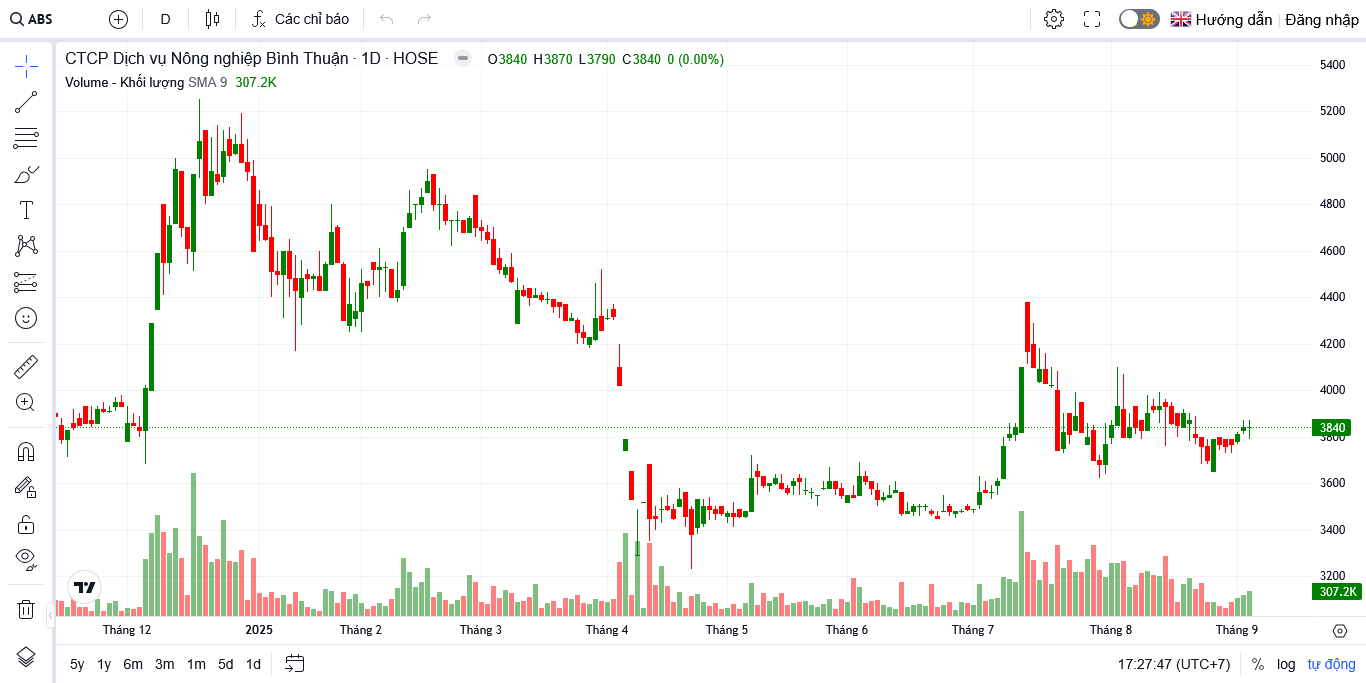 ABS D Các chỉ báo Hướng dẫn Đăng nhập
CTCP Dịch vụ Nông nghiệp Bình Thuận · 1D · HOSE O3840 H3870 L3790 C3840 0 (0.00%)
Volume - Khối lượng SMA 9 307.2K
5400
5200
5000
4800
4600
4400
4200
4000
3840
3800
3600
3400
3200
307.2K
Tháng 12 2025 Tháng 2 Tháng 3 Tháng 4 Tháng 5 Tháng 6 Tháng 7 Tháng 8 Tháng 9
5y 1y 6m 3m 1m 5d 1d 17:27:47 (UTC+7) % log tự động